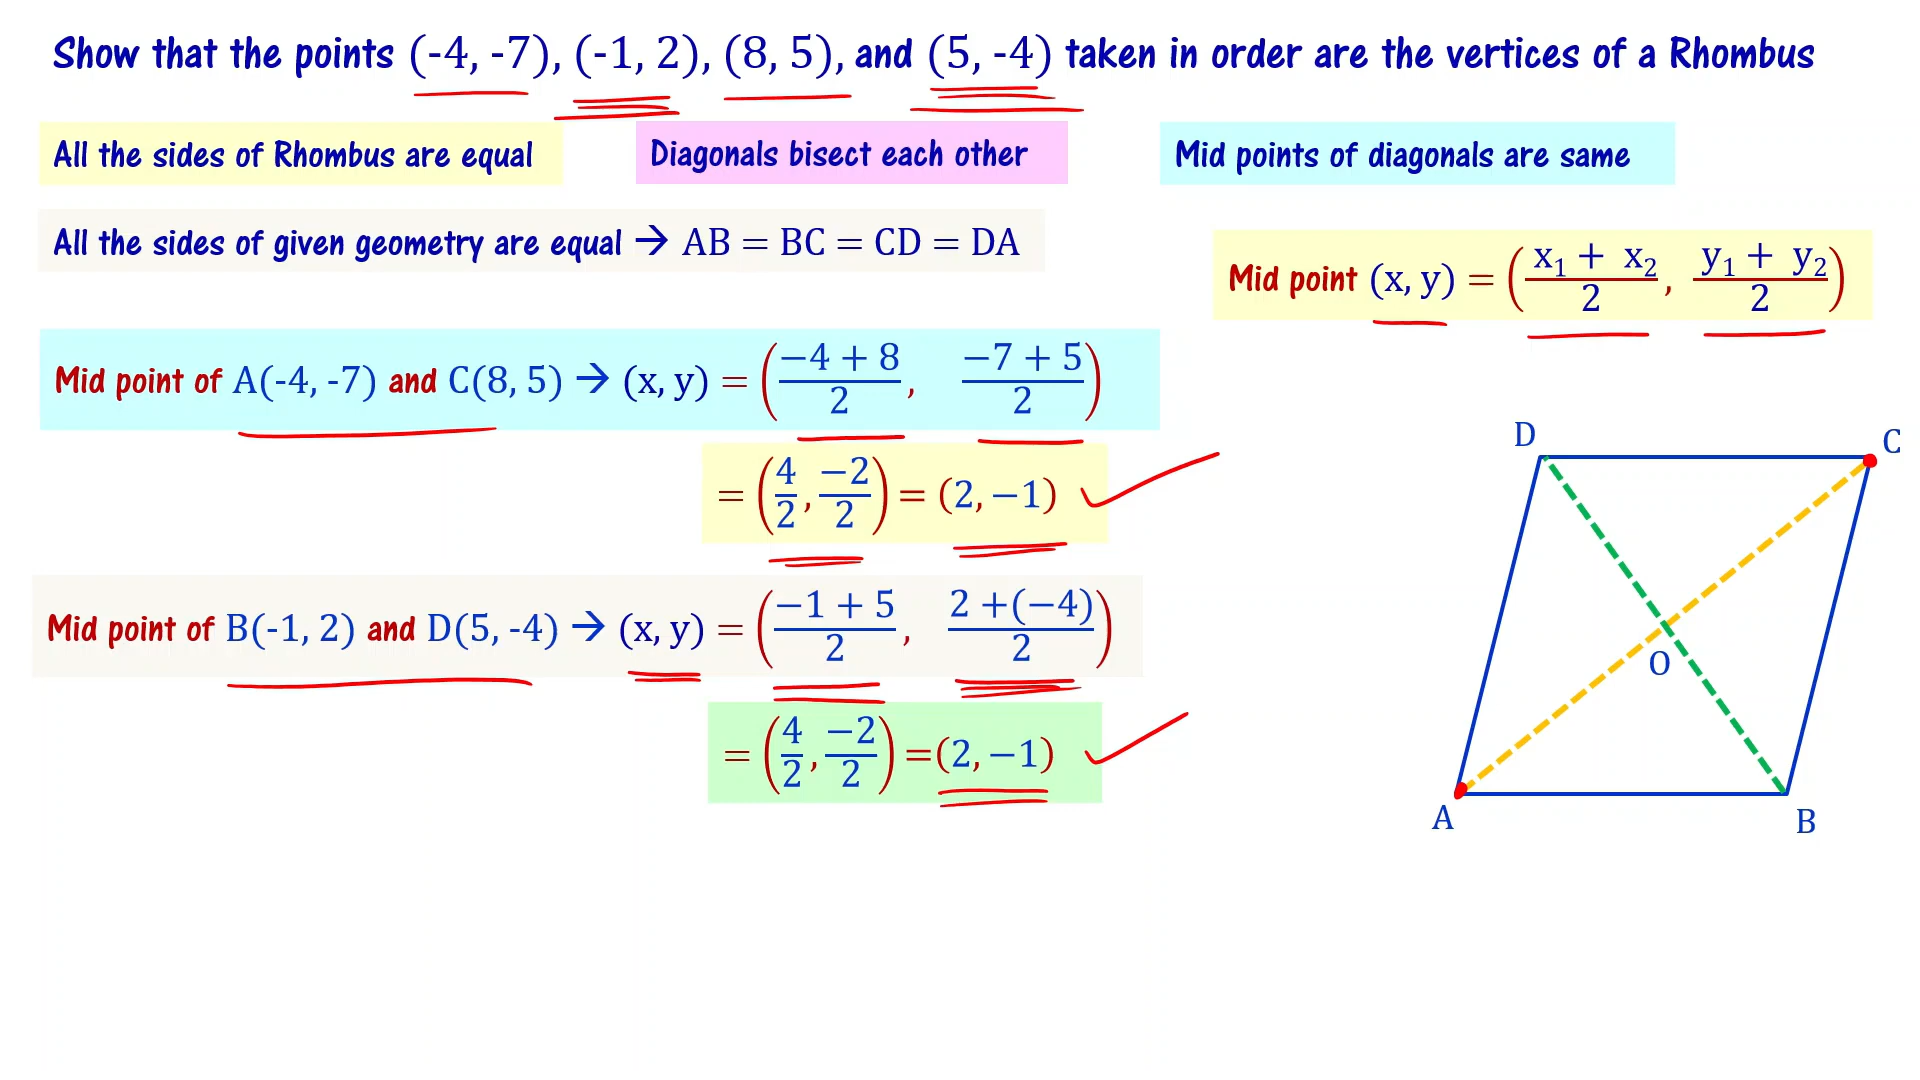 Show that the points (-4, -7), (-1, 2), (8, 5), and (5, -4) taken in order are the vertices of a Rhombus
All the sides of Rhombus are equal
Diagonals bisect each other
Mid points of diagonals are same
All the sides of given geometry are equal → AB = BC = CD = DA
Mid point (x, y) = (x₁ + x₂/2, y₁ + y₂/2)
Mid point of A(-4, -7) and C(8, 5) → (x, y) = (−4 + 8/2, −7 + 5/2)
= (4/2, −2/2) = (2, −1)
Mid point of B(-1, 2) and D(5, -4) → (x, y) = (−1 + 5/2, 2 +(−4)/2)
= (4/2, −2/2) =(2, −1)
D
C
O
A
B